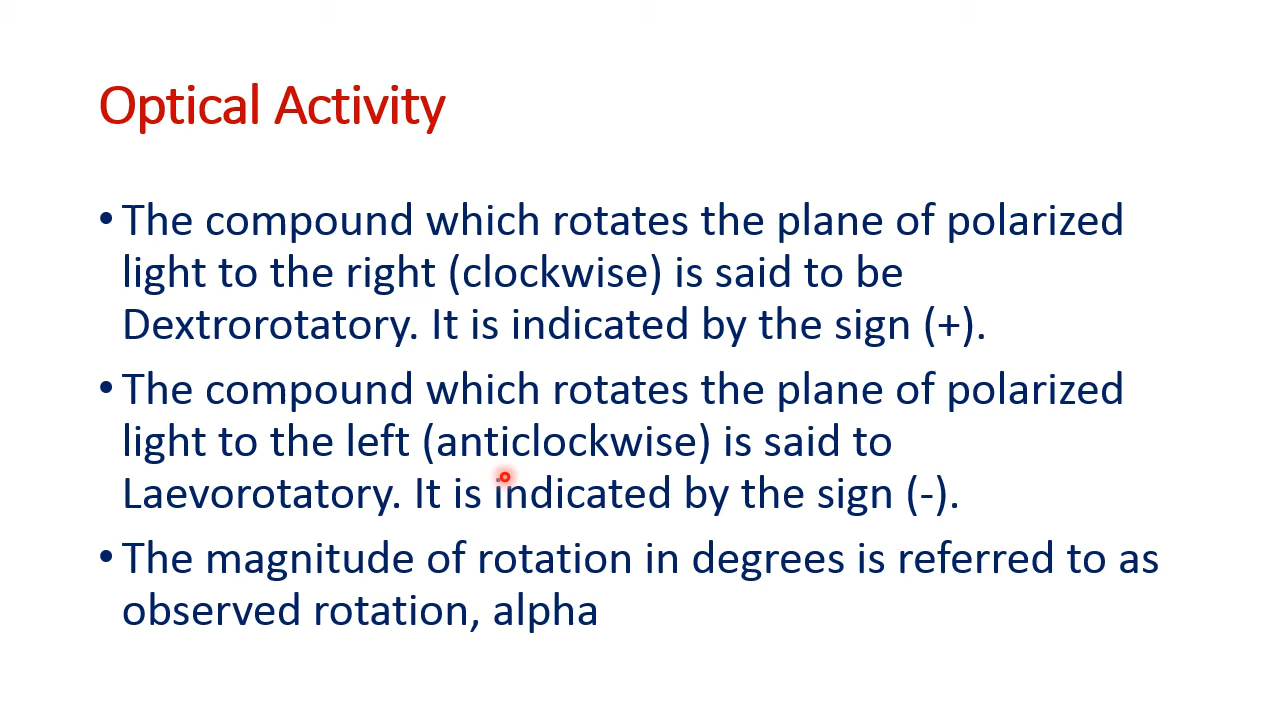 Optical Activity
• The compound which rotates the plane of polarized
light to the right (clockwise) is said to be
Dextrorotatory. It is indicated by the sign (+).
• The compound which rotates the plane of polarized
light to the left (anticlockwise) is said to
Laevorotatory. It is indicated by the sign (-).
• The magnitude of rotation in degrees is referred to as
observed rotation, alpha